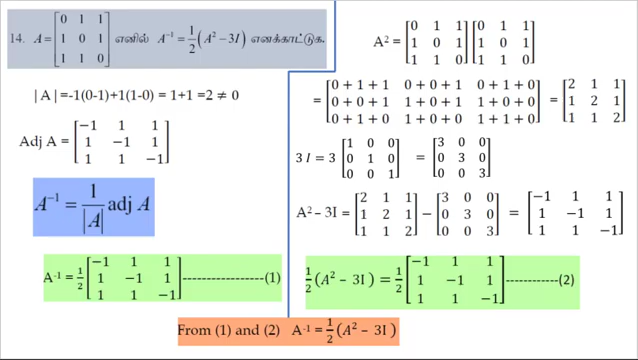 14. A = [0 1 1; 1 0 1; 1 1 0] எனில் A⁻¹ = 1/2 (A² − 3I) எனக்காட்டுக.
|A| =-1(0-1)+1(1-0) = 1+1 =2 ≠ 0
Adj A = [−1 1 1; 1 −1 1; 1 1 −1]
A⁻¹ = 1/|A| adj A
A⁻¹ = 1/2 [−1 1 1; 1 −1 1; 1 1 −1] -----------------(1)
A² = [0 1 1; 1 0 1; 1 1 0] [0 1 1; 1 0 1; 1 1 0]
= [0+1+1 0+0+1 0+1+0; 0+0+1 1+0+1 1+0+0; 0+1+0 1+0+0 1+1+0] = [2 1 1; 1 2 1; 1 1 2]
3 I = 3 [1 0 0; 0 1 0; 0 0 1] = [3 0 0; 0 3 0; 0 0 3]
A² – 3I = [2 1 1; 1 2 1; 1 1 2] − [3 0 0; 0 3 0; 0 0 3] = [−1 1 1; 1 −1 1; 1 1 −1]
1/2 (A² – 3I) = 1/2 [−1 1 1; 1 −1 1; 1 1 −1] -----------(2)
From (1) and (2) A⁻¹ = 1/2 (A² – 3I)